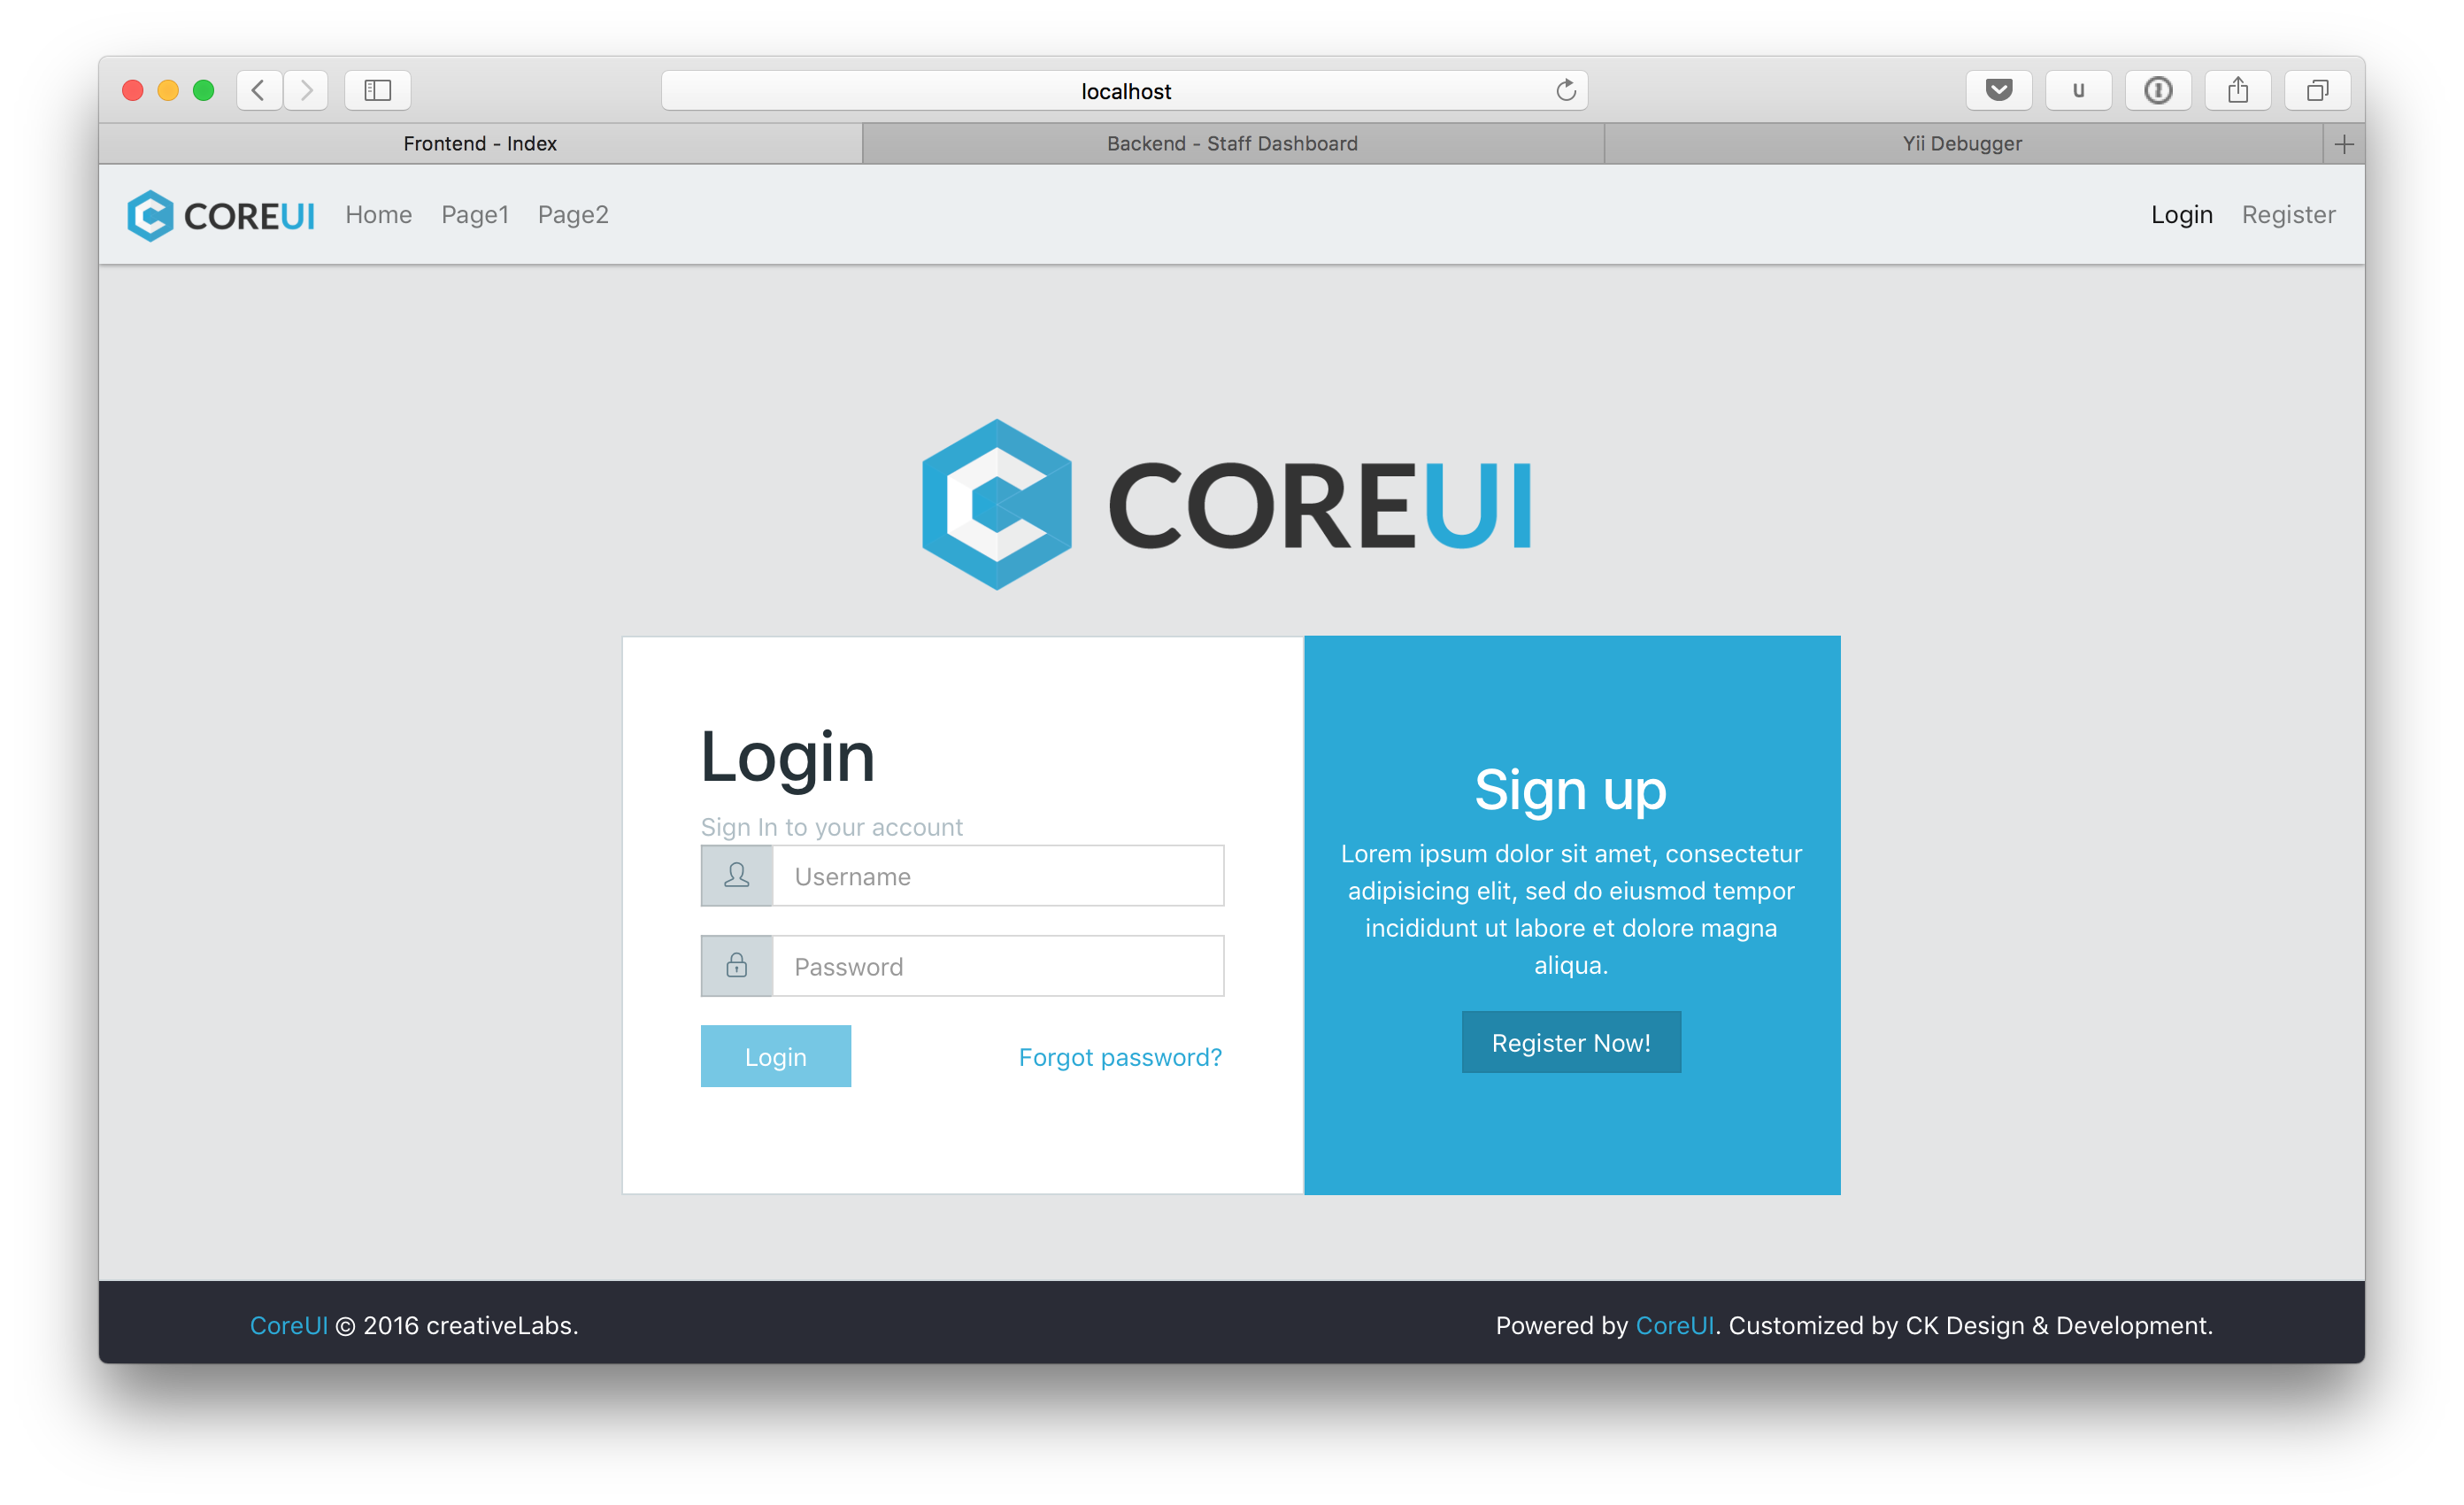 localhost
u
Frontend - Index
Backend - Staff Dashboard
Yii Debugger
COREUI
Home
Page1
Page2
Login
Register
COREUI
Login
Sign In to your account
Username
Password
Login
Forgot password?
Sign up
Lorem ipsum dolor sit amet, consectetur
adipisicing elit, sed do eiusmod tempor
incididunt ut labore et dolore magna
aliqua.
Register Now!
CoreUI © 2016 creativeLabs.
Powered by CoreUI. Customized by CK Design & Development.